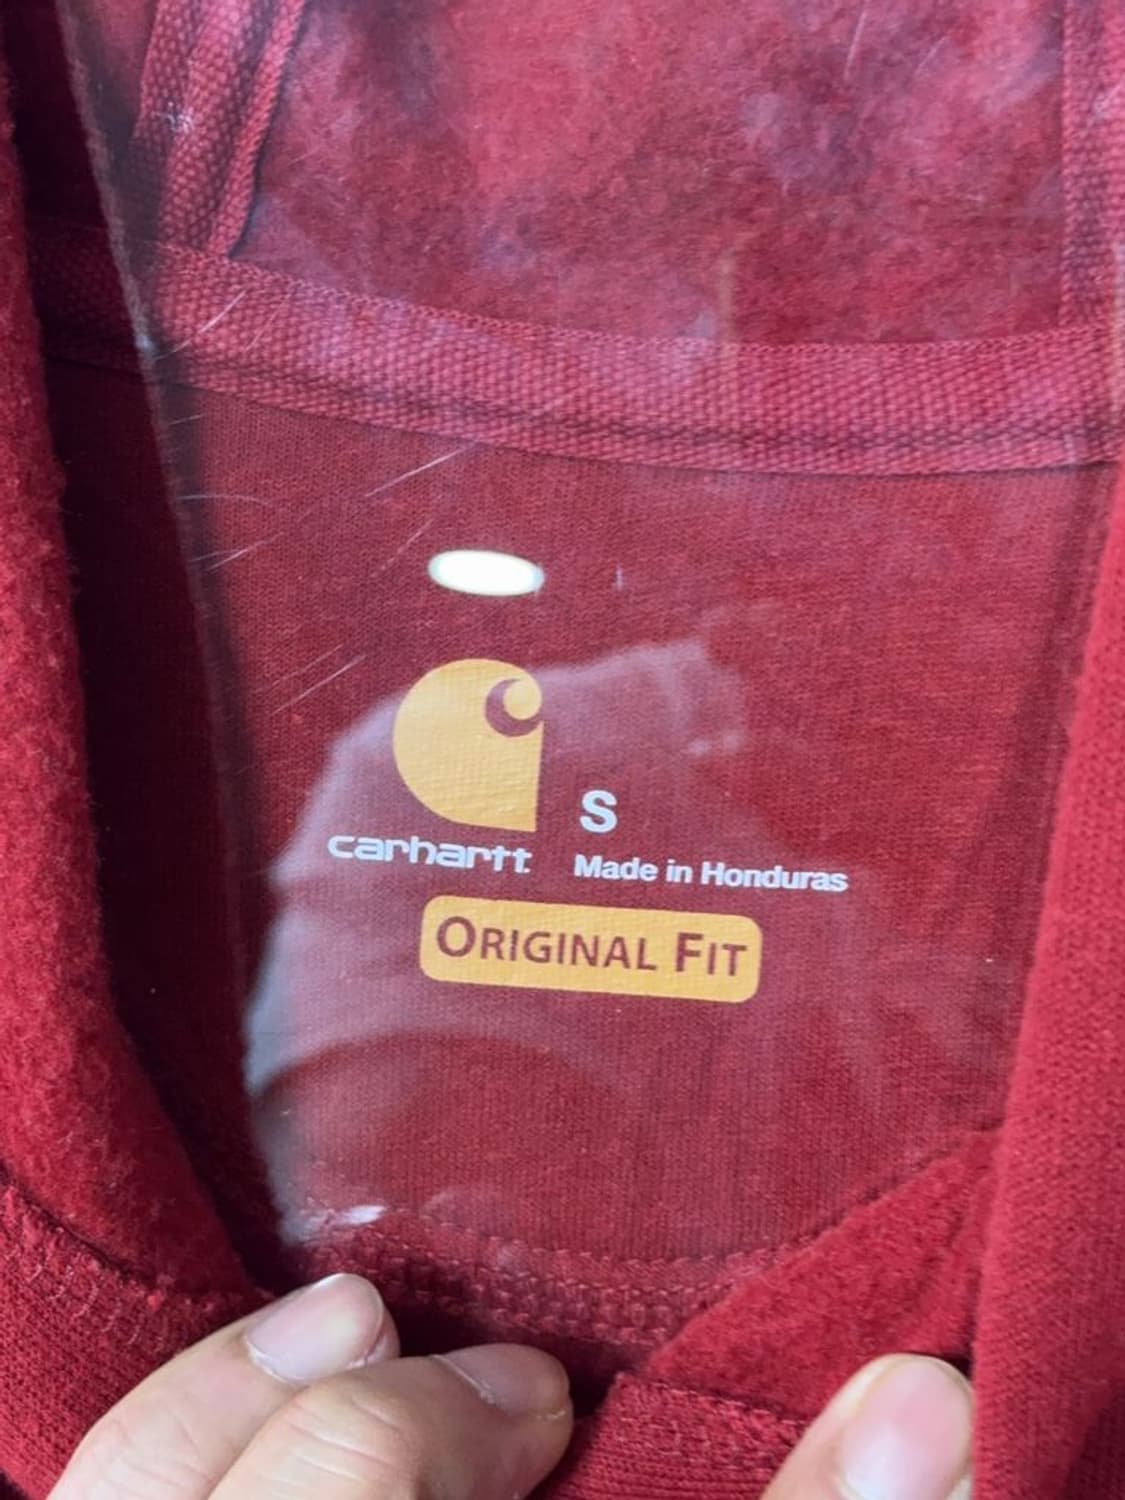 S
carhartt
Made in Honduras
ORIGINAL FIT